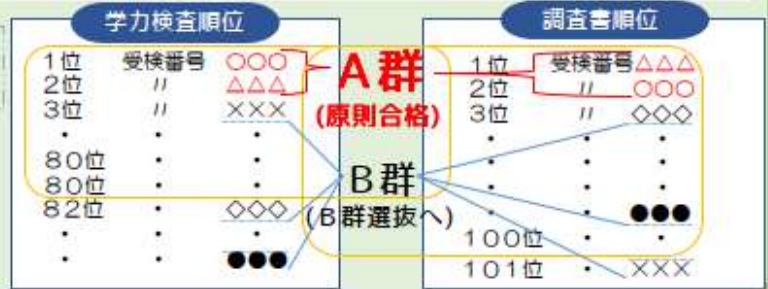 学力検査順位
1位 受検番号 ○○○
2位 〃 △△△
3位 〃 ×××
・ ・ ・
80位 ・ ・
80位 ・ ・
82位 ・ ◇◇◇
・ ・ ・
・ ・ ●●●
A群
(原則合格)
B群
(B群選抜へ)
調査書順位
1位 受検番号 △△△
2位 〃 ○○○
3位 〃 ◇◇◇
・ ・ ・
・ ・ ・
・ ・ ・
・ ・ ●●●
100位 ・ ・
101位 ・ ×××